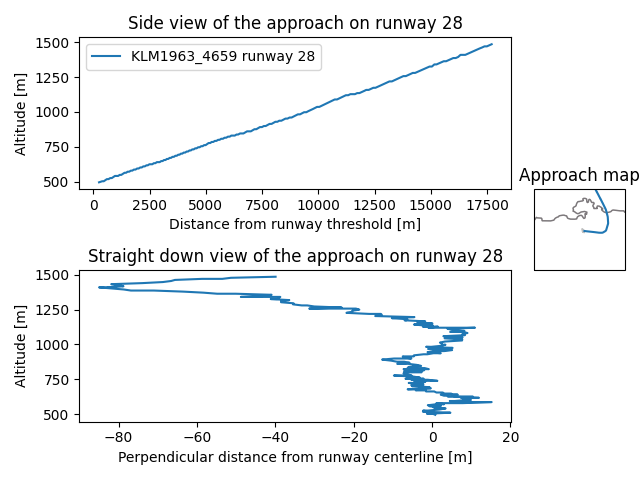 Side view of the approach on runway 28
Altitude [m]
1500
1250
1000
750
500
KLM1963_4659 runway 28
0 2500 5000 7500 10000 12500 15000 17500
Distance from runway threshold [m]
Approach map
Straight down view of the approach on runway 28
Altitude [m]
1500
1250
1000
750
500
−80 −60 −40 −20 0 20
Perpendicular distance from runway centerline [m]